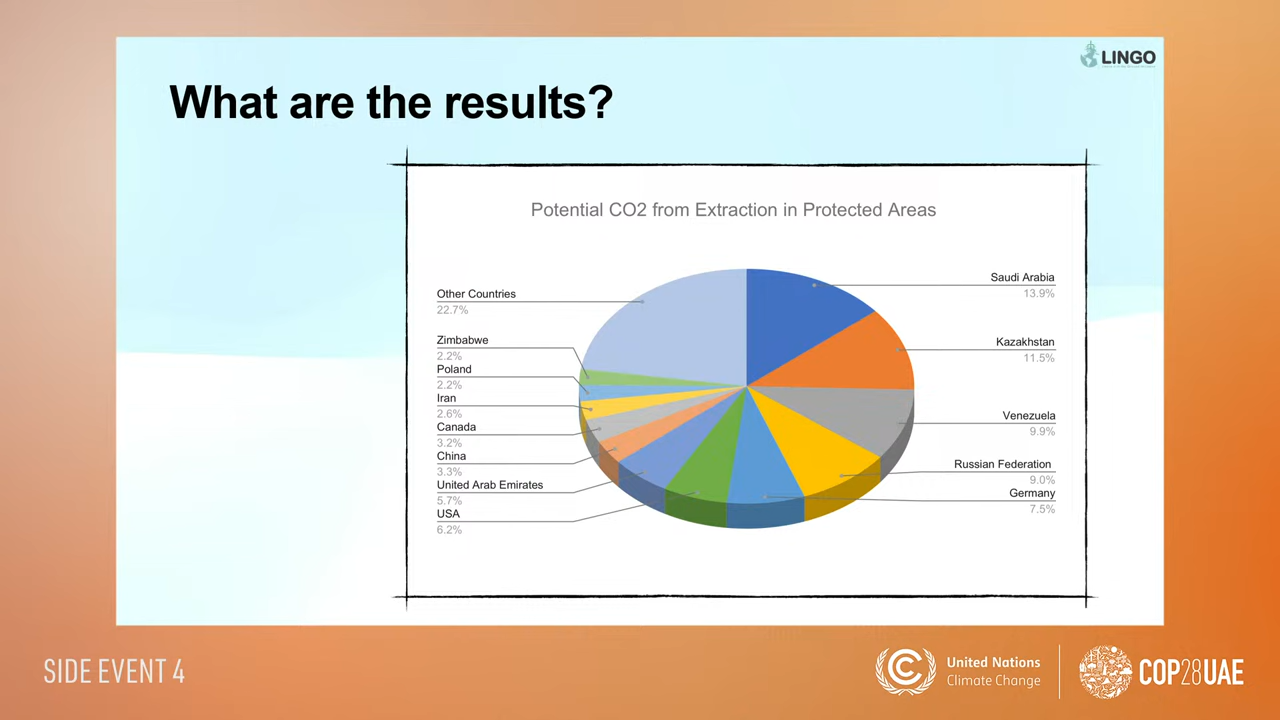 LINGO
What are the results?
Potential CO2 from Extraction in Protected Areas
Other Countries
22.7%
Zimbabwe
2.2%
Poland
2.2%
Iran
2.6%
Canada
3.2%
China
3.3%
United Arab Emirates
5.7%
USA
6.2%
Saudi Arabia
13.9%
Kazakhstan
11.5%
Venezuela
9.9%
Russian Federation
9.0%
Germany
7.5%
SIDE EVENT 4
United Nations
Climate Change
COP28UAE